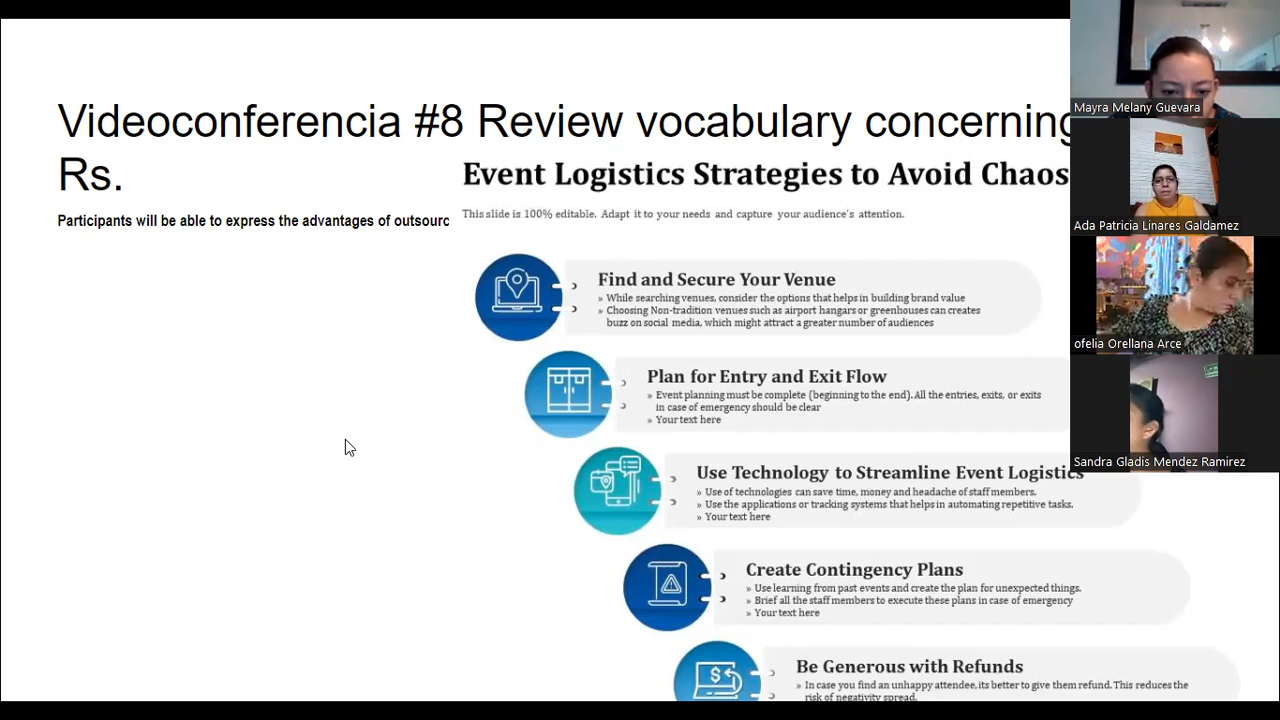 Videoconferencia #8 Review vocabulary concerning
Rs.
Participants will be able to express the advantages of outsourc
Event Logistics Strategies to Avoid Chaos
This slide is 100% editable. Adapt it to your needs and capture your audience's attention.
Find and Secure Your Venue
» While searching venues, consider the options that helps in building brand value
» Choosing Non-tradition venues such as airport hangars or greenhouses can creates
buzz on social media, which might attract a greater number of audiences
Plan for Entry and Exit Flow
» Event planning must be complete (beginning to the end). All the entries, exits, or exits
in case of emergency should be clear
» Your text here
Use Technology to Streamline Event Logistics
» Use of technologies can save time, money and headache of staff members.
» Use the applications or tracking systems that helps in automating repetitive tasks.
» Your text here
Create Contingency Plans
» Use learning from past events and create the plan for unexpected things.
» Brief all the staff members to execute these plans in case of emergency
» Your text here
Be Generous with Refunds
» In case you find an unhappy attendee, its better to give them refund. This reduces the
risk of negativity spread.
Mayra Melany Guevara
Ada Patricia Linares Galdamez
ofelia Orellana Arce
Sandra Gladis Mendez Ramirez